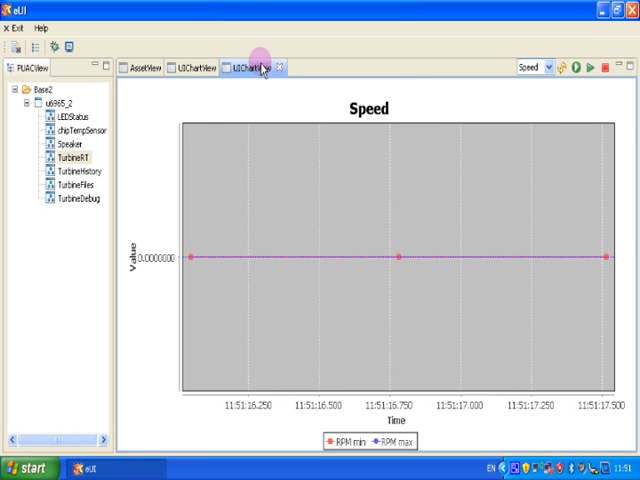 eUI
Exit Help
PUACView
AssetView UIChartView UIChartView Speed
Base2
u6965_2
LEDStatus
chipTempSensor
Speaker
TurbineRT
TurbineHistory
TurbineFiles
TurbineDebug
Speed
Value
0.0000000
11:51:16.250 11:51:16.500 11:51:16.750 11:51:17.000 11:51:17.250 11:51:17.500
Time
RPM min RPM max
start eUI EN 11:51